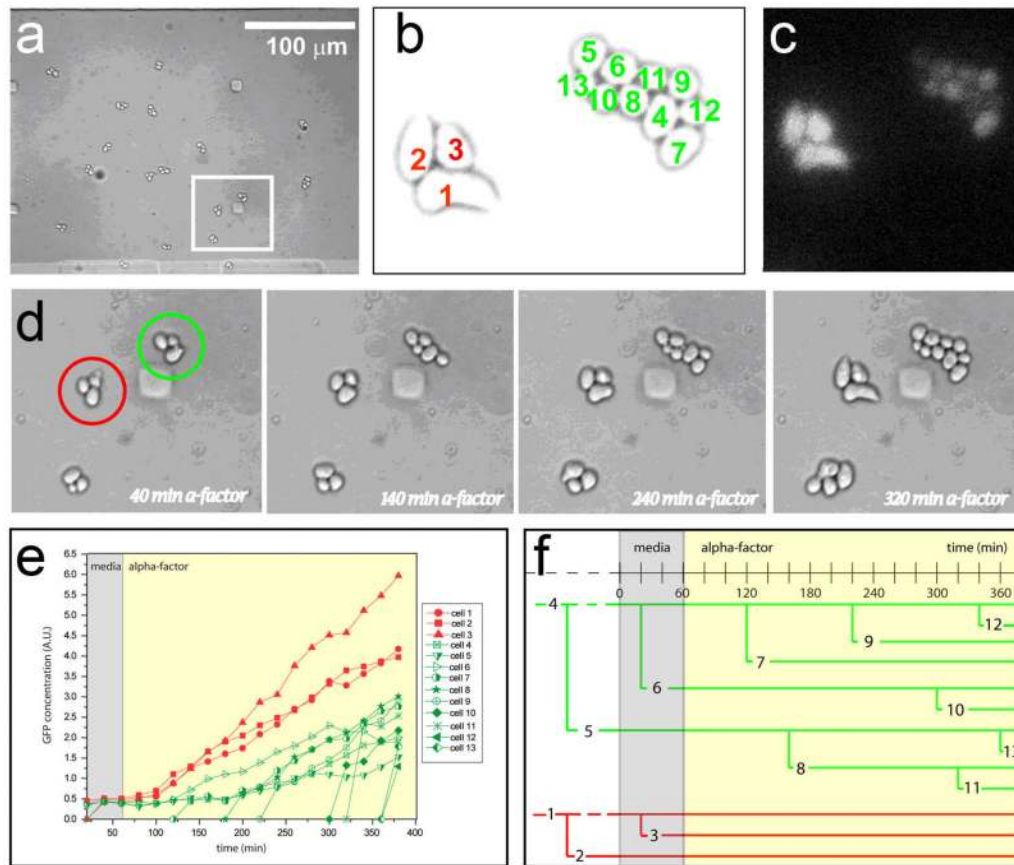 a
100 μm
b
5
6
11
9
13
10
8
4
12
7
2
3
1
c
d
40 min α-factor
140 min α-factor
240 min α-factor
320 min α-factor
e
media
alpha-factor
GFP concentration (A.U.)
6.5
6.0
5.5
5.0
4.5
4.0
3.5
3.0
2.5
2.0
1.5
1.0
0.5
0.0
50
100
150
200
250
300
350
400
time (min)
cell 1
cell 2
cell 3
cell 4
cell 5
cell 6
cell 7
cell 8
cell 9
cell 10
cell 11
cell 12
cell 13
f
media
alpha-factor
time (min)
0
60
120
180
240
300
360
4
12
9
7
6
10
5
13
8
11
1
3
2